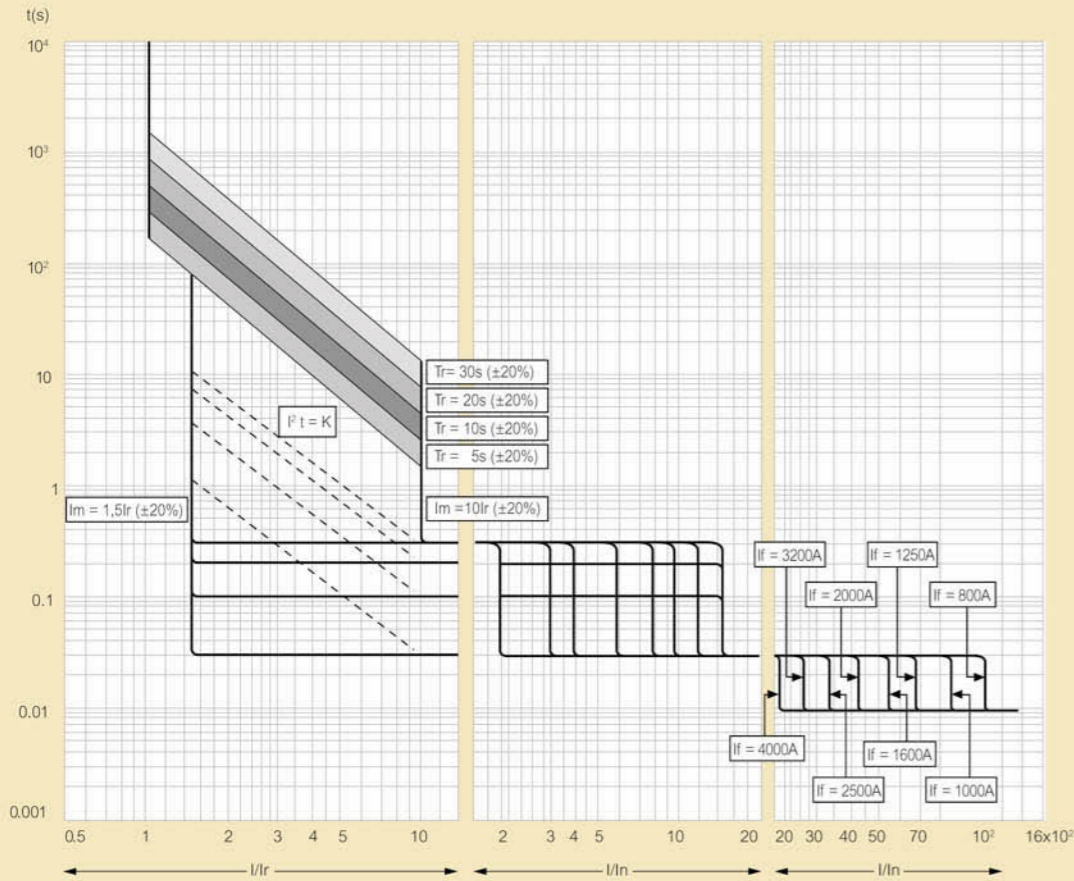 t(s)
10⁴
10³
10²
10
1
0.1
0.01
0.001
Tr= 30s (±20%)
Tr = 20s (±20%)
Tr = 10s (±20%)
Tr = 5s (±20%)
I² t = K
Im = 1,5Ir (±20%)
Im =10Ir (±20%)
If = 3200A
If = 1250A
If = 2000A
If = 800A
If = 4000A
If = 1600A
If = 2500A
If = 1000A
0.5 1 2 3 4 5 10 2 3 4 5 10 20 20 30 40 50 70 10² 16x10²
I/Ir I/In I/In